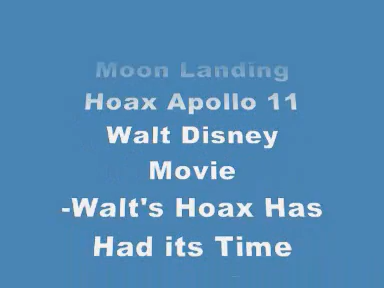 Moon Landing
Hoax Apollo 11
Walt Disney
Movie
-Walt's Hoax Has
Had its Time